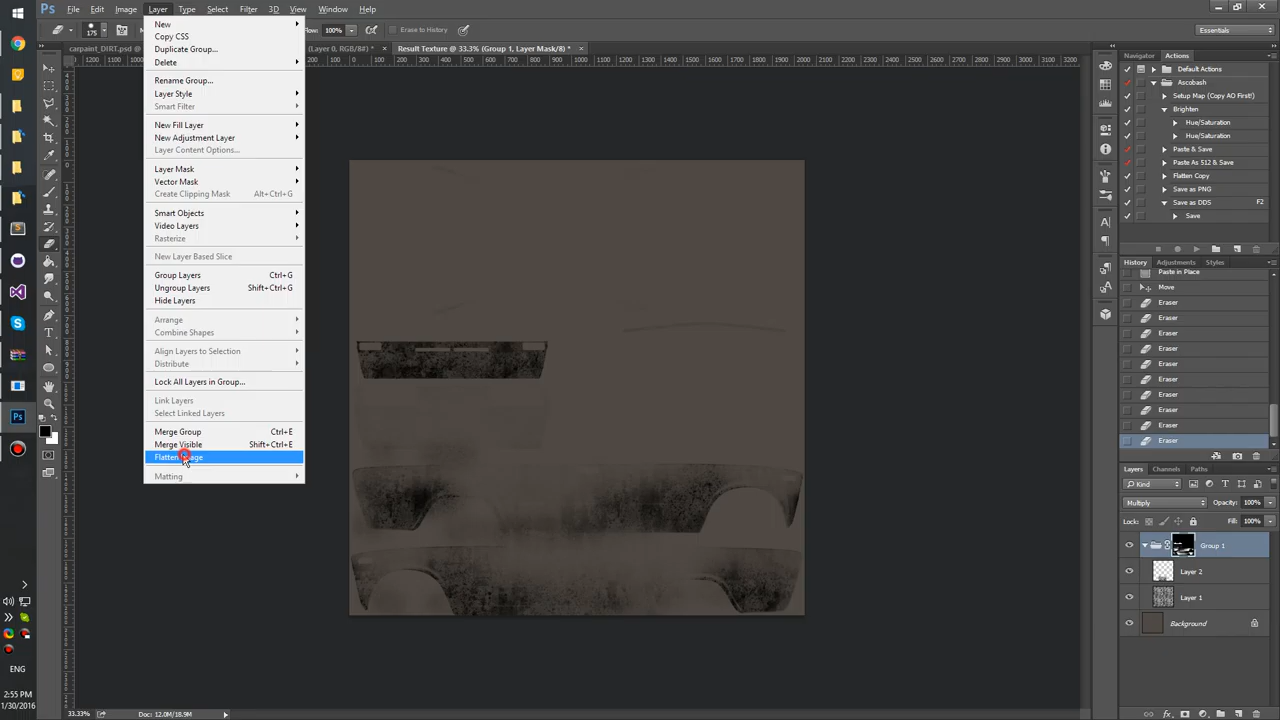 Ps File Edit Image Layer Type Select Filter 3D View Window Help
175 Flow: 100% Erase to History Essentials
carpaint_DIRT.psd @ (Layer 0, RGB/8#) * × Result Texture @ 33.3% (Group 1, Layer Mask/8) * ×
New
Copy CSS
Duplicate Group...
Delete
Rename Group...
Layer Style
Smart Filter
New Fill Layer
New Adjustment Layer
Layer Content Options...
Layer Mask
Vector Mask
Create Clipping Mask Alt+Ctrl+G
Smart Objects
Video Layers
Rasterize
New Layer Based Slice
Group Layers Ctrl+G
Ungroup Layers Shift+Ctrl+G
Hide Layers
Arrange
Combine Shapes
Align Layers to Selection
Distribute
Lock All Layers in Group...
Link Layers
Select Linked Layers
Merge Group Ctrl+E
Merge Visible Shift+Ctrl+E
Flatten Image
Matting
Navigator Actions
Default Actions
Ascobash
Setup Map (Copy AO First!)
Brighten
Hue/Saturation
Hue/Saturation
Paste & Save
Paste As 512 & Save
Flatten Copy
Save as PNG
Save as DDS F2
Save
History Adjustments Styles
Paste in Place
Move
Eraser
Eraser
Eraser
Eraser
Eraser
Eraser
Eraser
Eraser
Eraser
Eraser
Layers Channels Paths
Kind
Multiply Opacity: 100%
Lock: Fill: 100%
Group 1
Layer 2
Layer 1
Background
ENG
2:55 PM
1/30/2016
33.33% Doc: 12.0M/18.9M